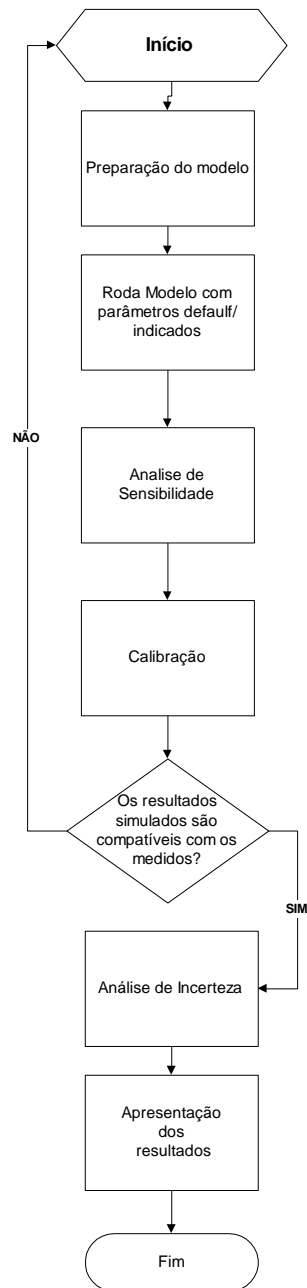 Início
Preparação do modelo
Roda Modelo com
parâmetros defaulf/
indicados
NÃO
Analise de
Sensibilidade
Calibração
Os resultados
simulados são
compatíveis com os
medidos?
SIM
Análise de Incerteza
Apresentação
dos
resultados
Fim